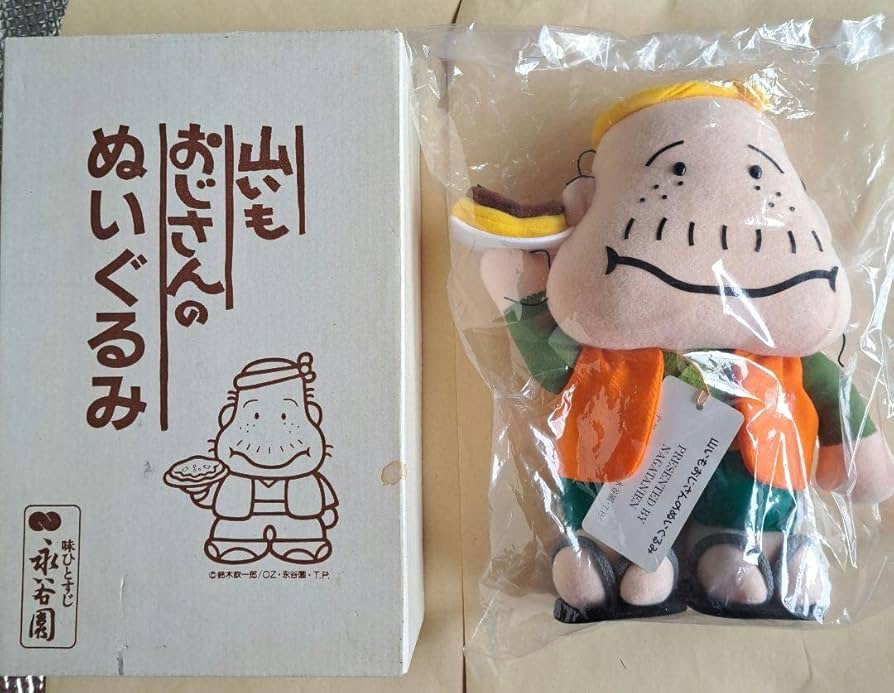 山いも
おじさんの
ぬいぐるみ
©鈴木欽一郎/OZ・永谷園・T.P.
味ひとすじ
永谷園
山いもおじさんのぬいぐるみ
PRESENTED BY
NAGATANIEN